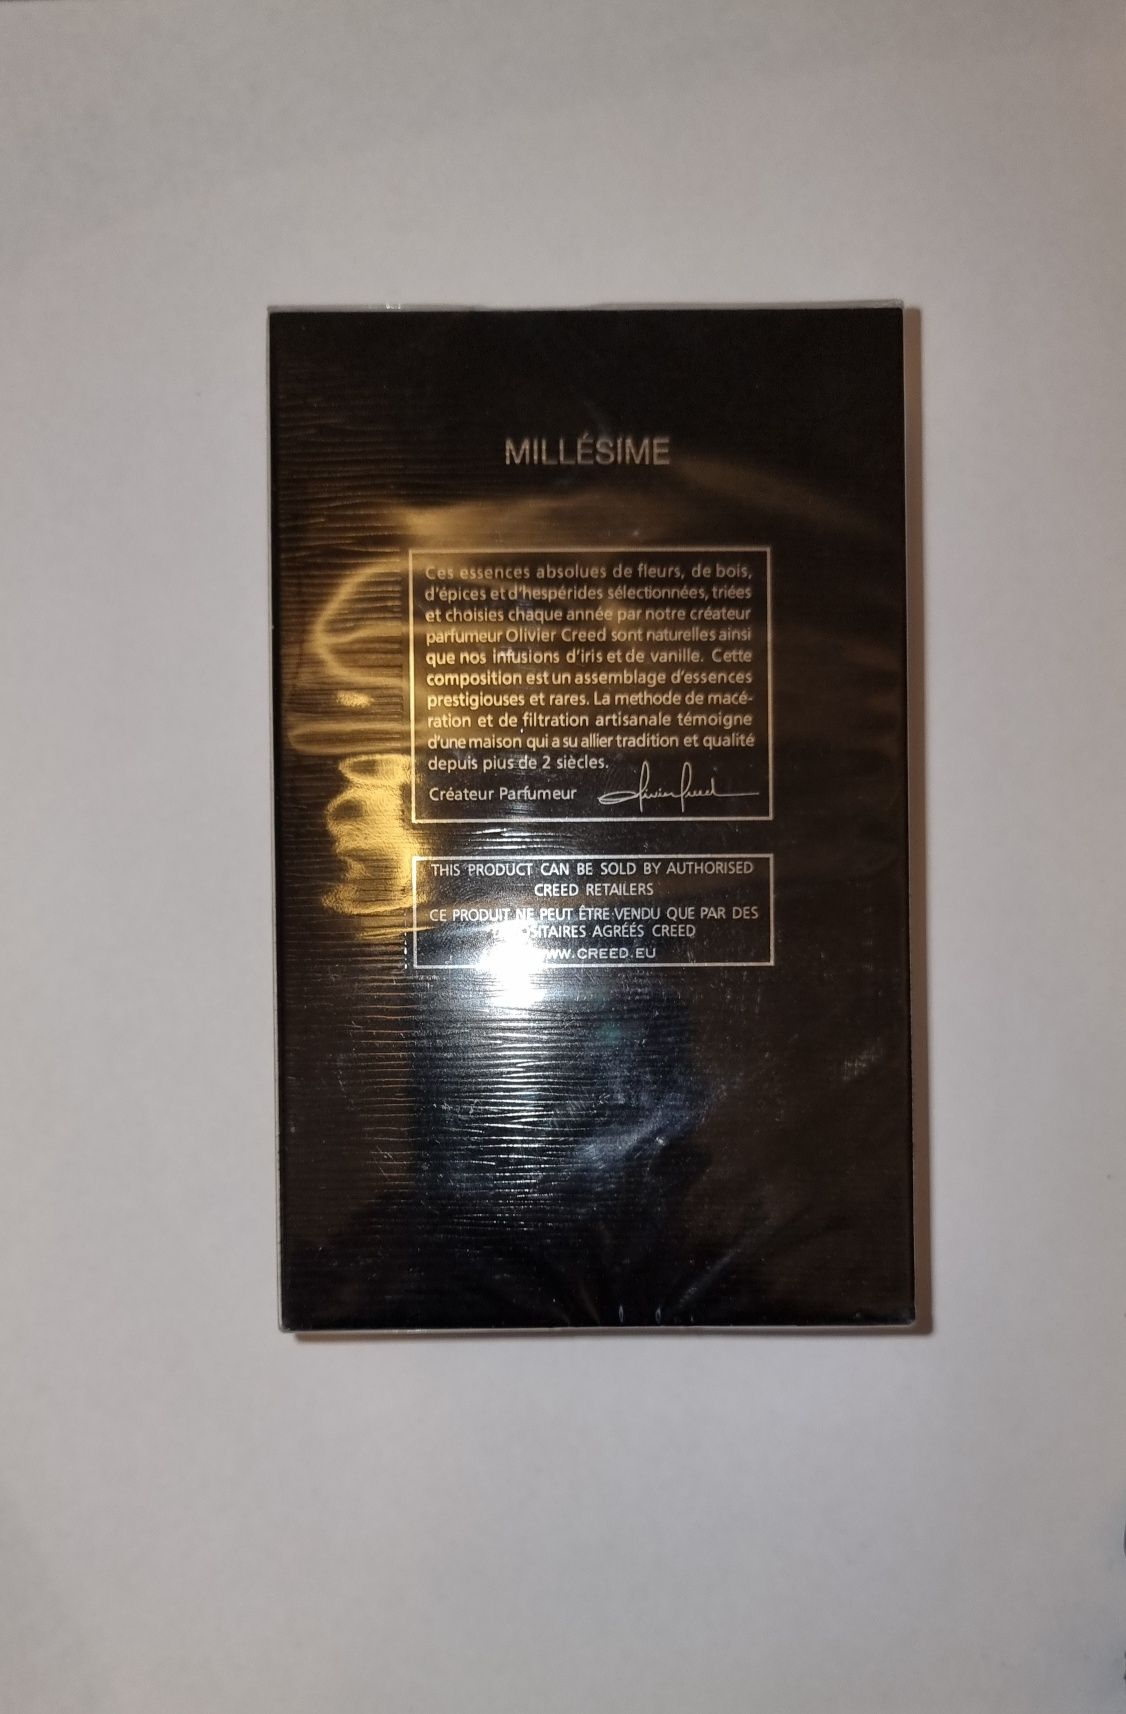 MILLÉSIME
Ces essences absolues de fleurs, de bois,
d'épices et d'hespérides sélectionnées, triées
et choisies chaque année par notre créateur
parfumeur Olivier Creed sont naturelles ainsi
que nos infusions d'iris et de vanille. Cette
composition est un assemblage d'essences
prestigiouses et rares. La methode de macé-
ration et de filtration artisanale témoigne
d'une maison qui a su allier tradition et qualité
depuis plus de 2 siècles.
Créateur Parfumeur Olivier Creed
THIS PRODUCT CAN BE SOLD BY AUTHORISED
CREED RETAILERS
CE PRODUIT NE PEUT ÊTRE VENDU QUE PAR DES
AGRÉÉS CREED
WWW.CREED.EU